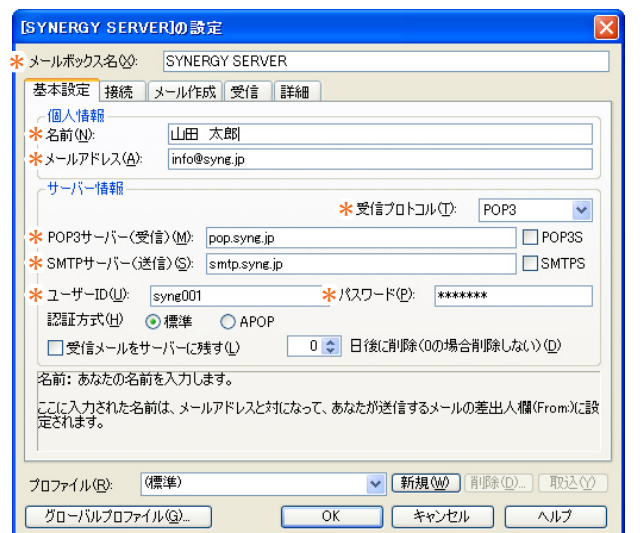 [SYNERGY SERVER]の設定
*メールボックス名(X): SYNERGY SERVER
基本設定 接続 メール作成 受信 詳細
個人情報
*名前(N): 山田 太郎
*メールアドレス(A): info@syng.jp
サーバー情報
*受信プロトコル(T): POP3
*POP3サーバー(受信)(M): pop.syng.jp POP3S
*SMTPサーバー(送信)(S): smtp.syng.jp SMTPS
*ユーザーID(U): syng001 *パスワード(P): *******
認証方式(H) 標準 APOP
受信メールをサーバーに残す(L) 0 日後に削除(0の場合削除しない)(D)
名前: あなたの名前を入力します。
ここに入力された名前は、メールアドレスと対になって、あなたが送信するメールの差出人欄(From:)に設
定されます。
プロファイル(R): (標準) 新規(W) 削除(D)... 取込(Y)
グローバルプロファイル(G)... OK キャンセル ヘルプ